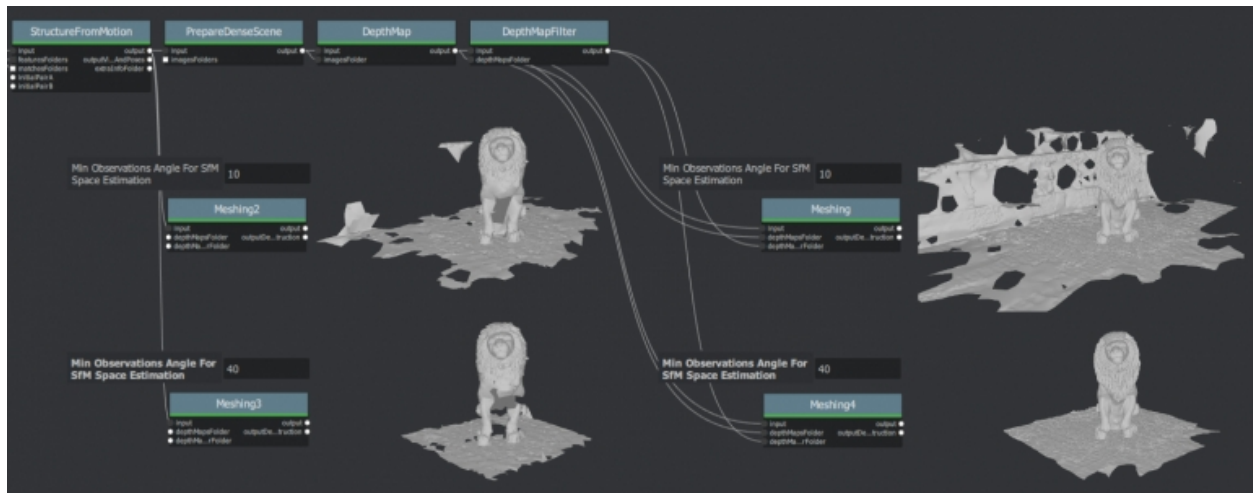 StructureFromMotion PrepareDenseScene DepthMap DepthMapFilter
input output input output input output input output
featuresFolders outputVi...AndPoses imagesFolders imagesFolder depthMapsFolder
matchesFolders extraInfoFolder
initialPairA
initialPairB
Min Observations Angle For SfM
Space Estimation
10
Min Observations Angle For SfM
Space Estimation
10
Meshing2
input output
depthMapsFolder outputDe...truction
depthMa...rFolder
Meshing
input output
depthMapsFolder outputDe...truction
depthMa...rFolder
Min Observations Angle For
SfM Space Estimation
40
Min Observations Angle For
SfM Space Estimation
40
Meshing3
input output
depthMapsFolder outputDe...truction
depthMa...rFolder
Meshing4
input output
depthMapsFolder outputDe...truction
depthMa...rFolder